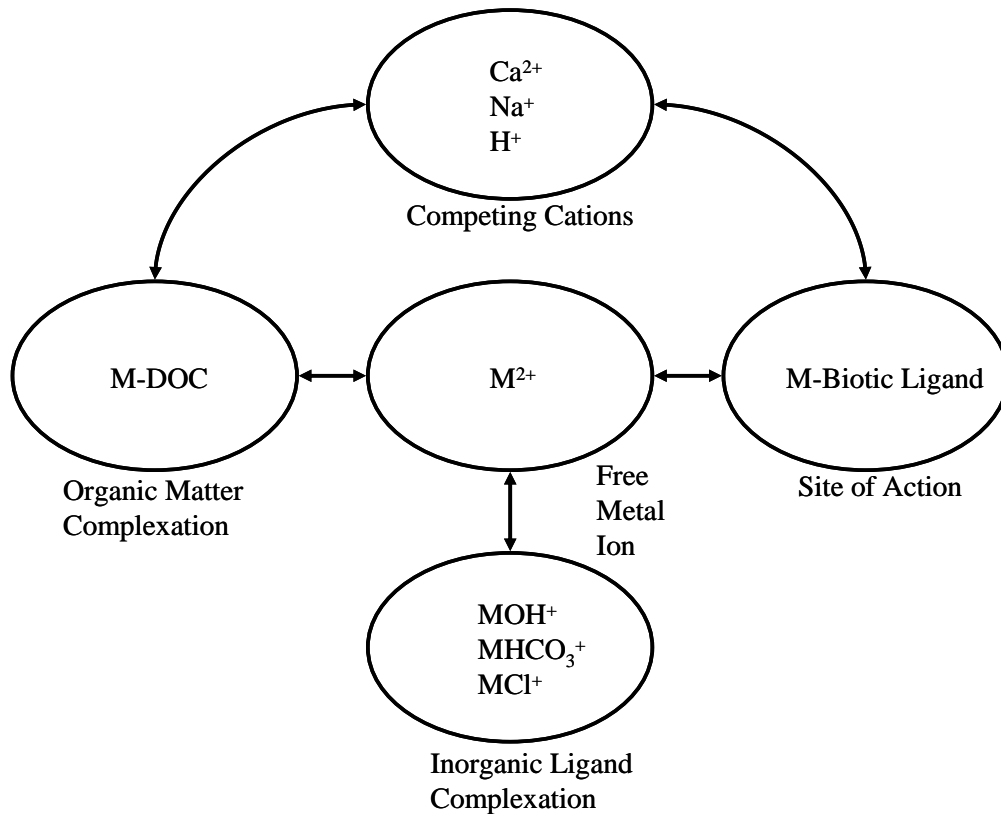 Ca²⁺
Na⁺
H⁺
Competing Cations
M-DOC
Organic Matter
Complexation
M²⁺
Free
Metal
Ion
M-Biotic Ligand
Site of Action
MOH⁺
MHCO₃⁺
MCl⁺
Inorganic Ligand
Complexation